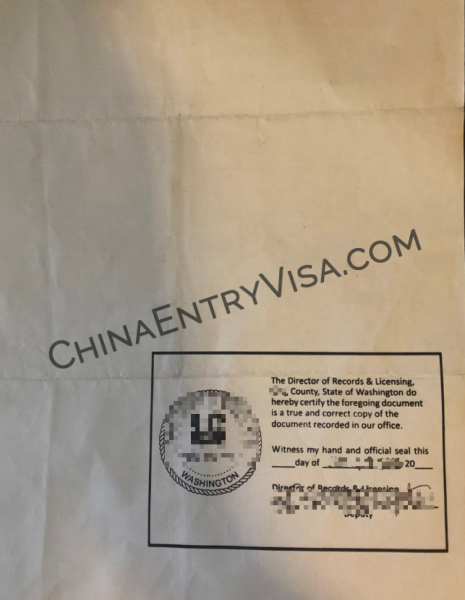 CHINAENTRYVISA.COM
The Director of Records & Licensing,
County, State of Washington do
hereby certify the foregoing document
is a true and correct copy of the
document recorded in our office.
Witness my hand and official seal this
___day of 20__
Director of Records & Licensing
Deputy
WASHINGTON